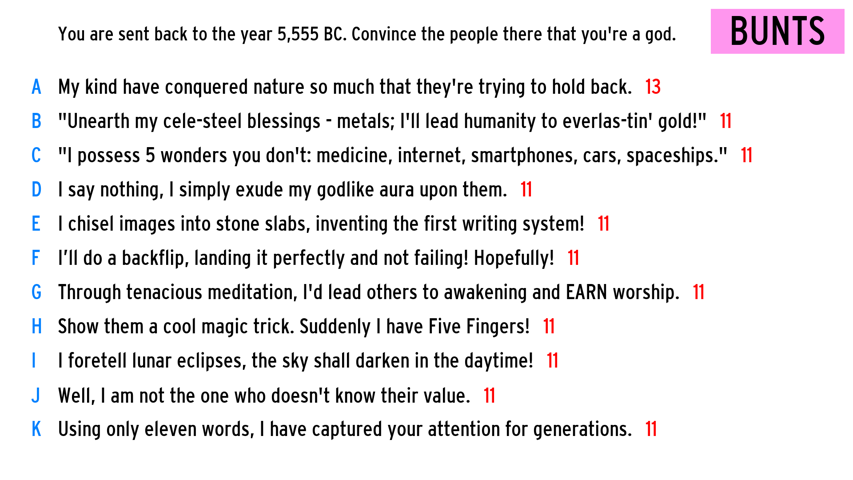 You are sent back to the year 5,555 BC. Convince the people there that you're a god.
BUNTS
A My kind have conquered nature so much that they're trying to hold back. 13
B "Unearth my cele-steel blessings - metals; I'll lead humanity to everlas-tin' gold!" 11
C "I possess 5 wonders you don't: medicine, internet, smartphones, cars, spaceships." 11
D I say nothing, I simply exude my godlike aura upon them. 11
E I chisel images into stone slabs, inventing the first writing system! 11
F I’ll do a backflip, landing it perfectly and not failing! Hopefully! 11
G Through tenacious meditation, I'd lead others to awakening and EARN worship. 11
H Show them a cool magic trick. Suddenly I have Five Fingers! 11
I I foretell lunar eclipses, the sky shall darken in the daytime! 11
J Well, I am not the one who doesn't know their value. 11
K Using only eleven words, I have captured your attention for generations. 11